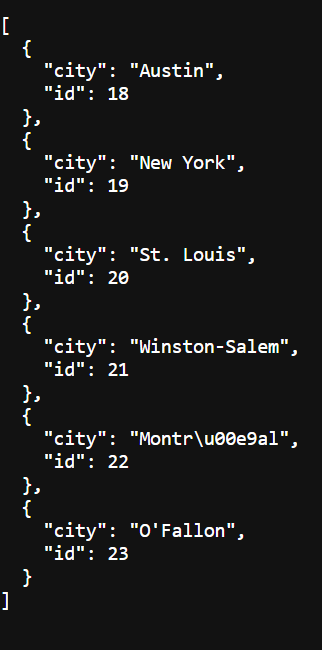 [
  {
    "city": "Austin",
    "id": 18
  },
  {
    "city": "New York",
    "id": 19
  },
  {
    "city": "St. Louis",
    "id": 20
  },
  {
    "city": "Winston-Salem",
    "id": 21
  },
  {
    "city": "Montr\u00e9al",
    "id": 22
  },
  {
    "city": "O'Fallon",
    "id": 23
  }
]